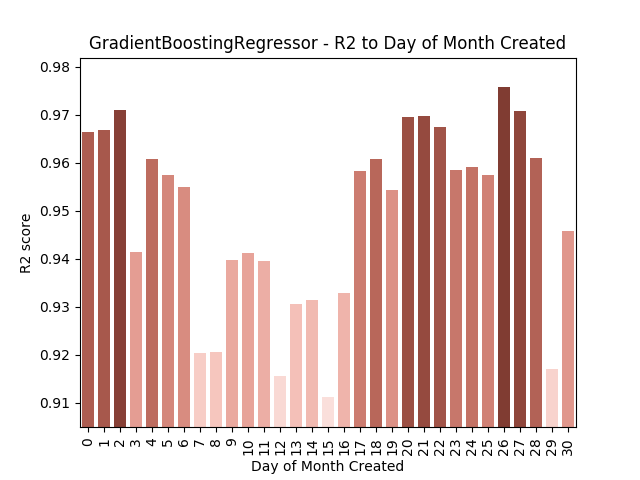 GradientBoostingRegressor - R2 to Day of Month Created
0.98
0.97
0.96
0.95
0.94
0.93
0.92
0.91
R2 score
0 1 2 3 4 5 6 7 8 9 10 11 12 13 14 15 16 17 18 19 20 21 22 23 24 25 26 27 28 29 30
Day of Month Created